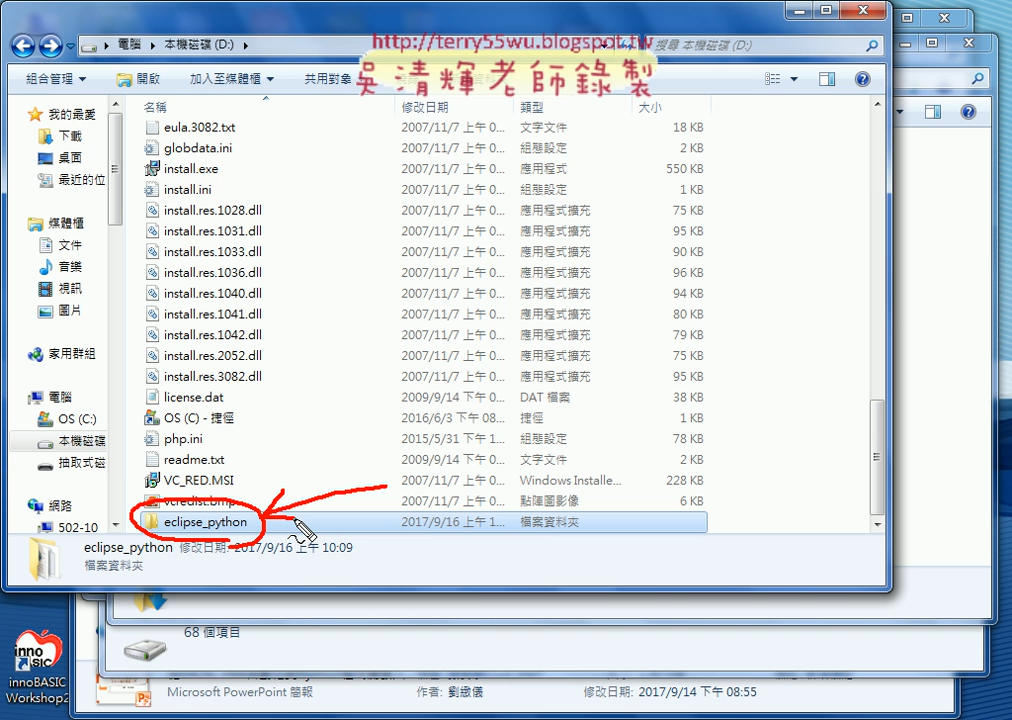 http://terry55wu.blogspot.tw
吳清輝老師錄製
電腦 ▸ 本機磁碟 (D:) ▸
搜尋 本機磁碟 (D:)
組合管理 開啟 加入至媒體櫃 共用對象
名稱 修改日期 類型 大小
eula.3082.txt 2007/11/7 上午 0... 文字文件 18 KB
globdata.ini 2007/11/7 上午 0... 組態設定 2 KB
install.exe 2007/11/7 上午 0... 應用程式 550 KB
install.ini 2007/11/7 上午 0... 組態設定 1 KB
install.res.1028.dll 2007/11/7 上午 0... 應用程式擴充 75 KB
install.res.1031.dll 2007/11/7 上午 0... 應用程式擴充 95 KB
install.res.1033.dll 2007/11/7 上午 0... 應用程式擴充 90 KB
install.res.1036.dll 2007/11/7 上午 0... 應用程式擴充 96 KB
install.res.1040.dll 2007/11/7 上午 0... 應用程式擴充 94 KB
install.res.1041.dll 2007/11/7 上午 0... 應用程式擴充 80 KB
install.res.1042.dll 2007/11/7 上午 0... 應用程式擴充 79 KB
install.res.2052.dll 2007/11/7 上午 0... 應用程式擴充 75 KB
install.res.3082.dll 2007/11/7 上午 0... 應用程式擴充 95 KB
license.dat 2009/9/14 下午 0... DAT 檔案 38 KB
OS (C) - 捷徑 2016/6/3 下午 08... 捷徑 1 KB
php.ini 2015/5/31 下午 1... 組態設定 78 KB
readme.txt 2009/9/14 下午 0... 文字文件 2 KB
VC_RED.MSI 2007/11/7 上午 0... Windows Installe... 228 KB
vcredist.bmp 2007/11/7 上午 0... 點陣圖影像 6 KB
eclipse_python 2017/9/16 上午 1... 檔案資料夾
我的最愛
下載
桌面
最近的位
媒體櫃
文件
音樂
視訊
圖片
家用群組
電腦
OS (C:)
本機磁碟
抽取式磁
網路
502-10
eclipse_python 修改日期: 2017/9/16 上午 10:09
檔案資料夾
68 個項目
Microsoft PowerPoint 簡報 作者: 劉緻儀 修改日期: 2017/9/14 下午 08:55
inno
BASIC
innoBASIC
Workshop2